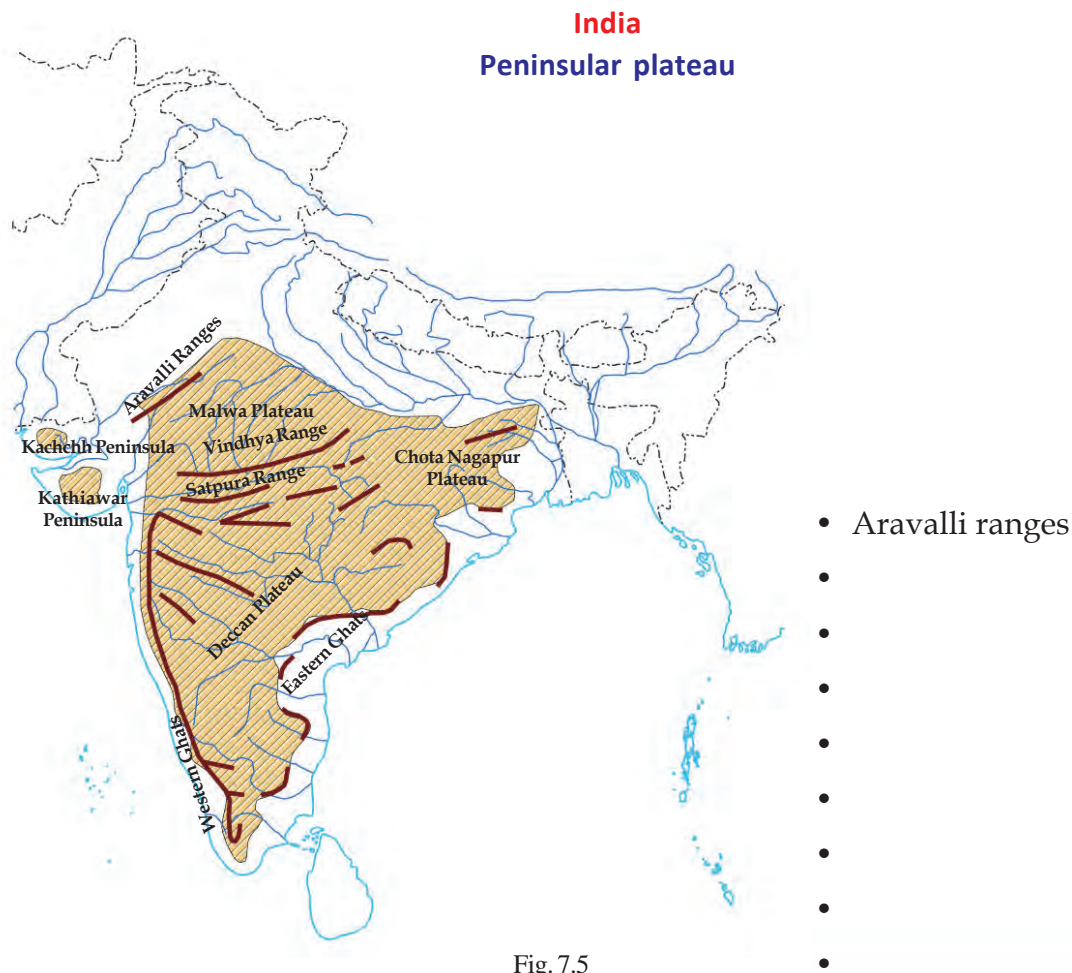 India
Peninsular plateau
Aravalli Ranges
Malwa Plateau
Vindhya Range
Kachchh Peninsula
Satpura Range
Chota Nagapur
Plateau
Kathiawar
Peninsula
Deccan Plateau
Eastern Ghats
Western Ghats
• Aravalli ranges
•
•
•
•
•
•
•
•
Fig. 7.5